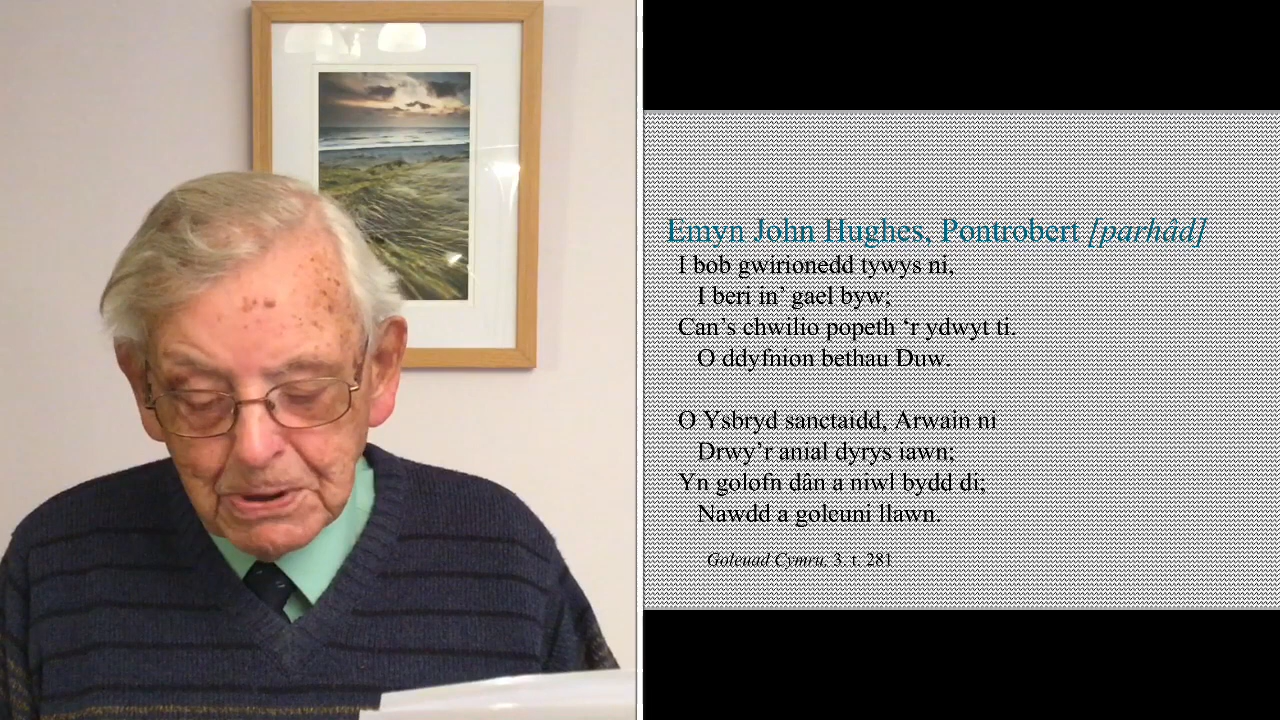 Emyn John Hughes, Pontrobert [parhâd]
I bob gwirionedd tywys ni,
I beri in’ gael byw;
Can’s chwilio popeth ‘r ydwyt ti.
O ddyfnion bethau Duw.
O Ysbryd sanctaidd, Arwain ni
Drwy’r anial dyrys iawn;
Yn golofn dân a niwl bydd di;
Nawdd a goleuni llawn.
Goleuad Cymru, 3. t. 281